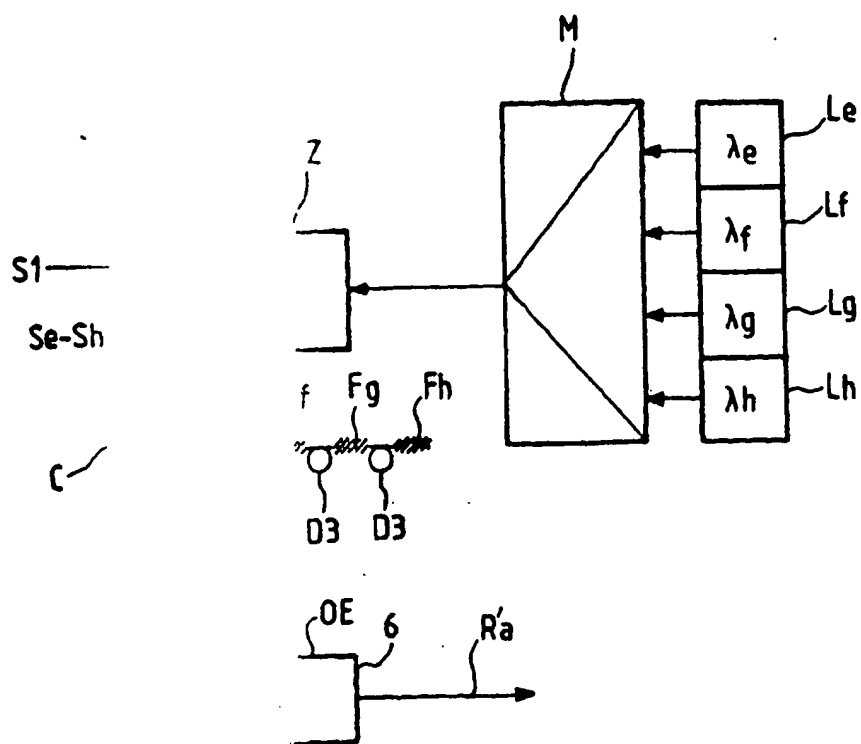 M
Le
λe
Z
Lf
λf
S1
Lg
λg
Se-Sh
f Fg Fh
Lh
λh
C
D3 D3
OE 6 R'a